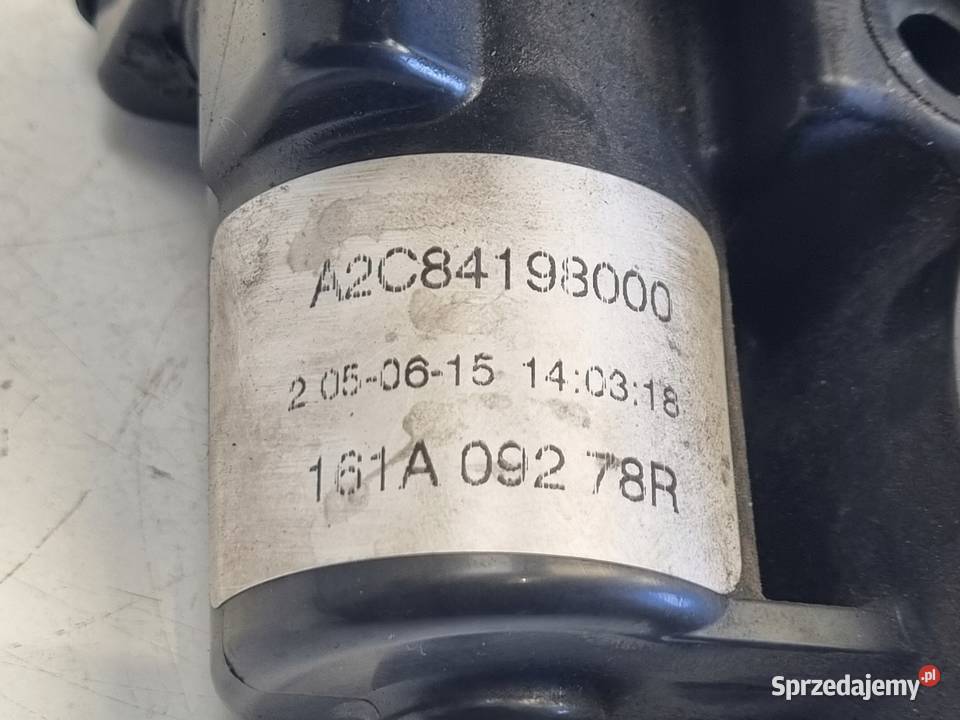 A2C84198000
2 05-06-15 14:03:18
161A 092 78R
Sprzedajemy.pl